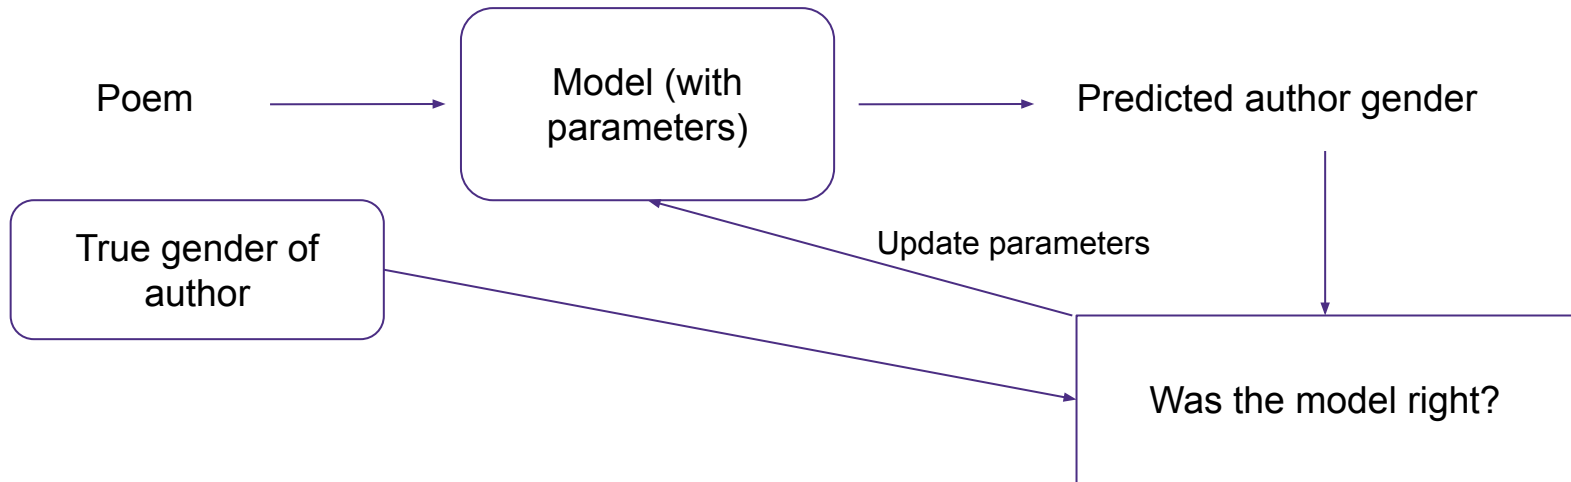 Poem
Model (with
parameters)
Predicted author gender
True gender of
author
Update parameters
Was the model right?